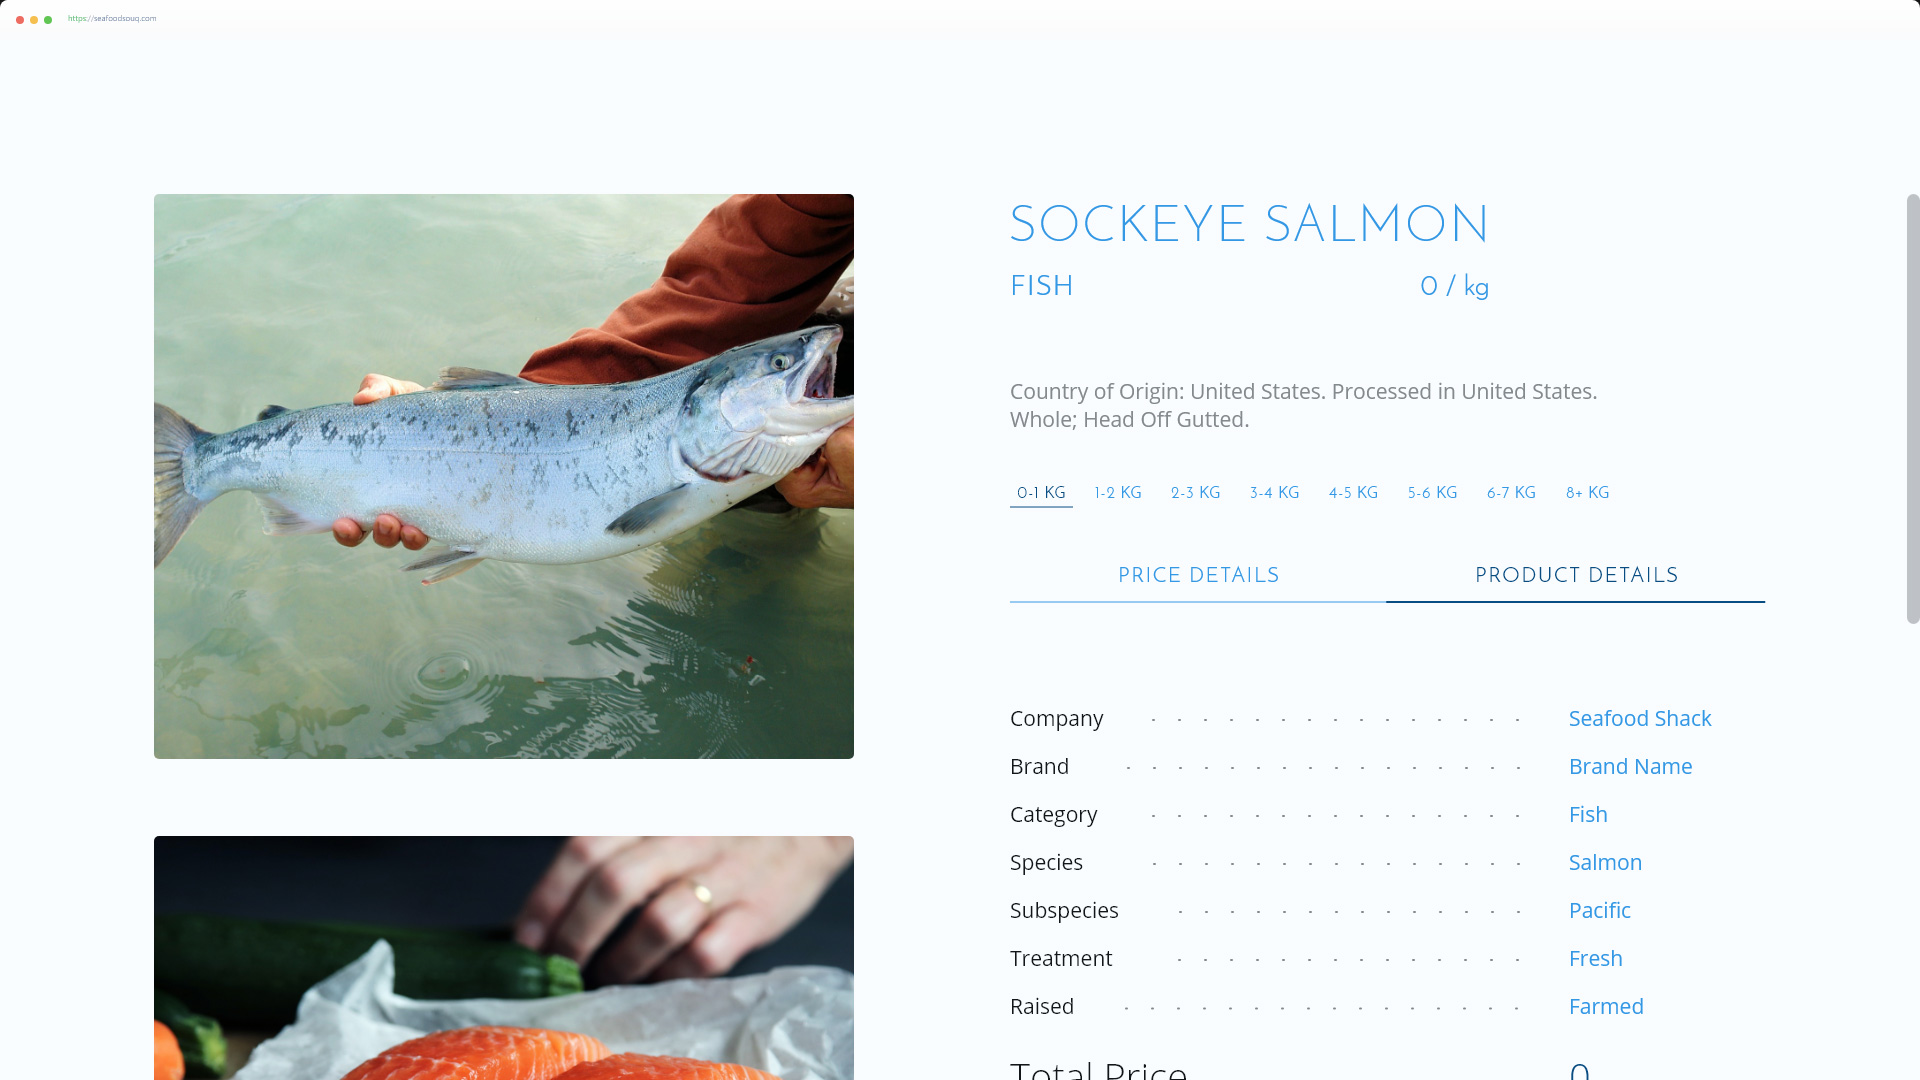 https://seafoodsouq.com
SOCKEYE SALMON
FISH 0 / kg
Country of Origin: United States. Processed in United States.
Whole; Head Off Gutted.
0-1 KG 1-2 KG 2-3 KG 3-4 KG 4-5 KG 5-6 KG 6-7 KG 8+ KG
PRICE DETAILS PRODUCT DETAILS
Company Seafood Shack
Brand Brand Name
Category Fish
Species Salmon
Subspecies Pacific
Treatment Fresh
Raised Farmed
Total Price 0